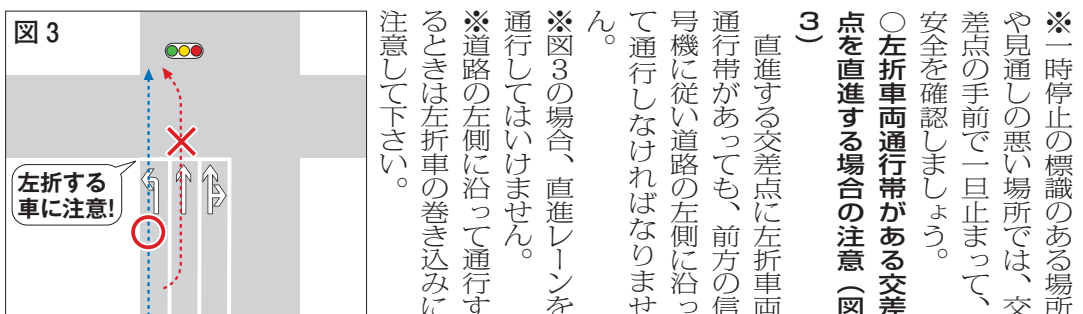 ※一時停止の標識のある場所
や見通しの悪い場所では、交
差点の手前で一旦止まって、
安全を確認しましょう。
○左折車両通行帯がある交差
点を直進する場合の注意（図
3）
直進する交差点に左折車両
通行帯があっても、前方の信
号機に従い道路の左側に沿っ
て通行しなければなりませ
ん。
※図3の場合、直進レーンを
通行してはいけません。
※道路の左側に沿って通行す
るときは左折車の巻き込みに
注意して下さい。
図3
左折する
車に注意!